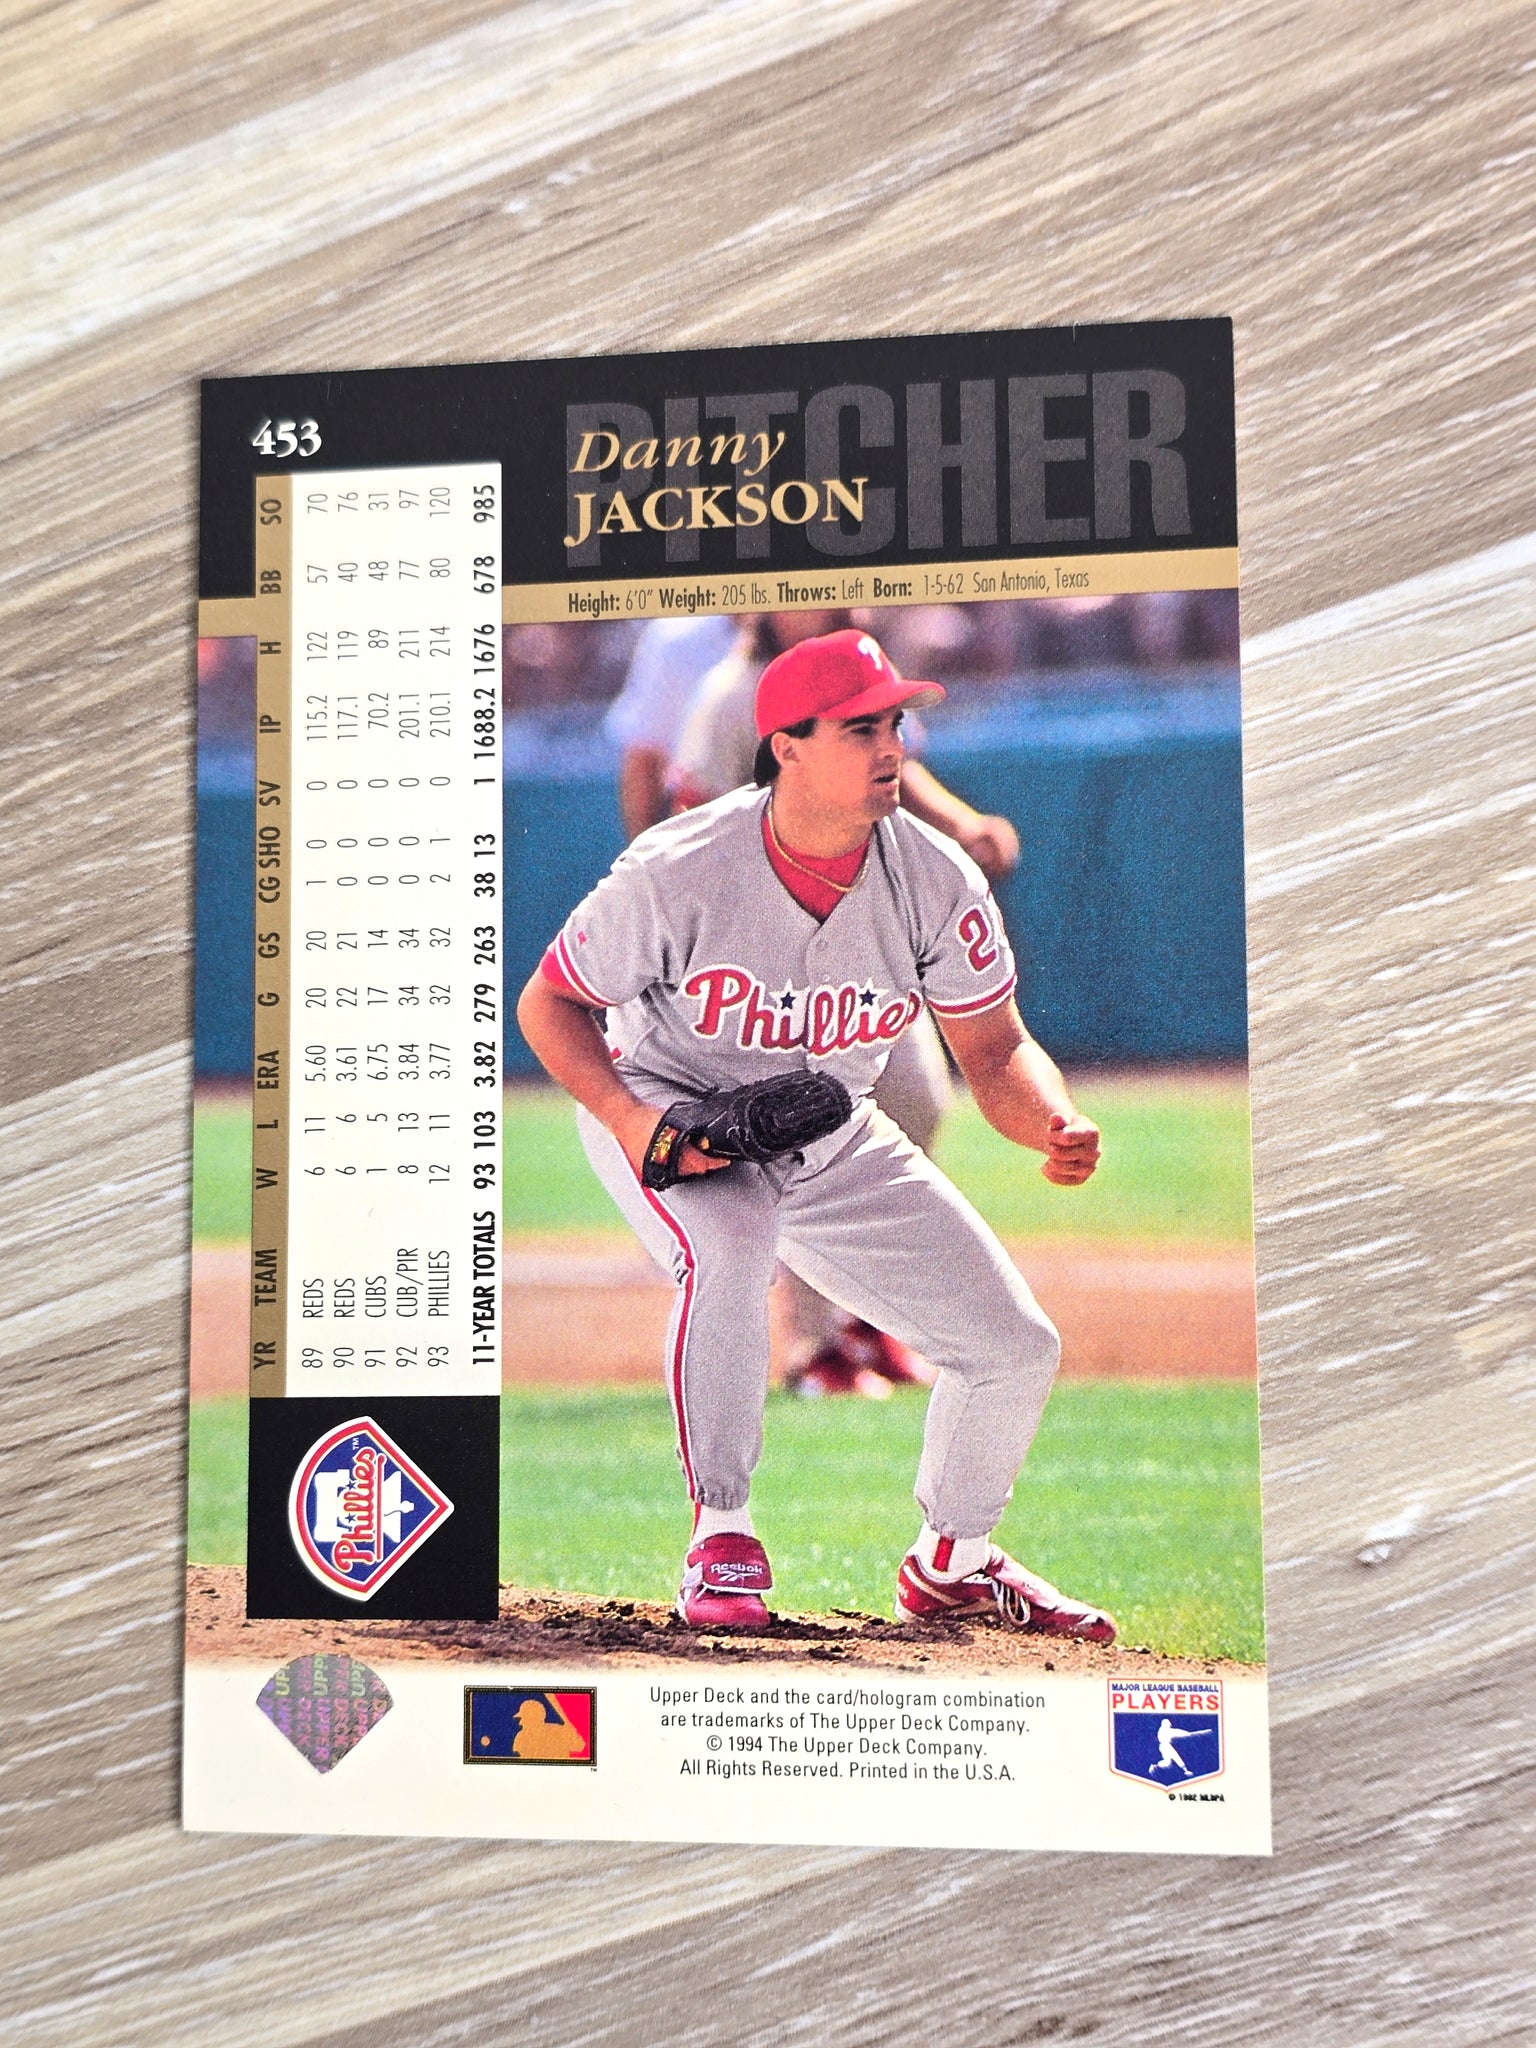 453
PITCHER
Danny
JACKSON
Height: 6'0" Weight: 205 lbs. Throws: Left Born: 1-5-62 San Antonio, Texas
YR TEAM W L ERA G GS CG SHO SV IP H BB SO
89 REDS 6 11 5.60 20 20 1 0 0 115.2 122 57 70
90 REDS 6 6 3.61 22 21 0 0 0 117.1 119 40 76
91 CUBS 1 5 6.75 17 14 0 0 0 70.2 89 48 31
92 CUB/PIR 8 13 3.84 34 34 0 0 0 201.1 211 77 97
93 PHILLIES 12 11 3.77 32 32 2 1 0 210.1 214 80 120
11-YEAR TOTALS 93 103 3.82 279 263 38 13 1 1688.2 1676 678 985
P
2
Phillies
Reebok
Phillies™
UPPER DECK
Upper Deck and the card/hologram combination
are trademarks of The Upper Deck Company.
© 1994 The Upper Deck Company.
All Rights Reserved. Printed in the U.S.A.
™
MAJOR LEAGUE BASEBALL
PLAYERS
© 1992 MLBPA